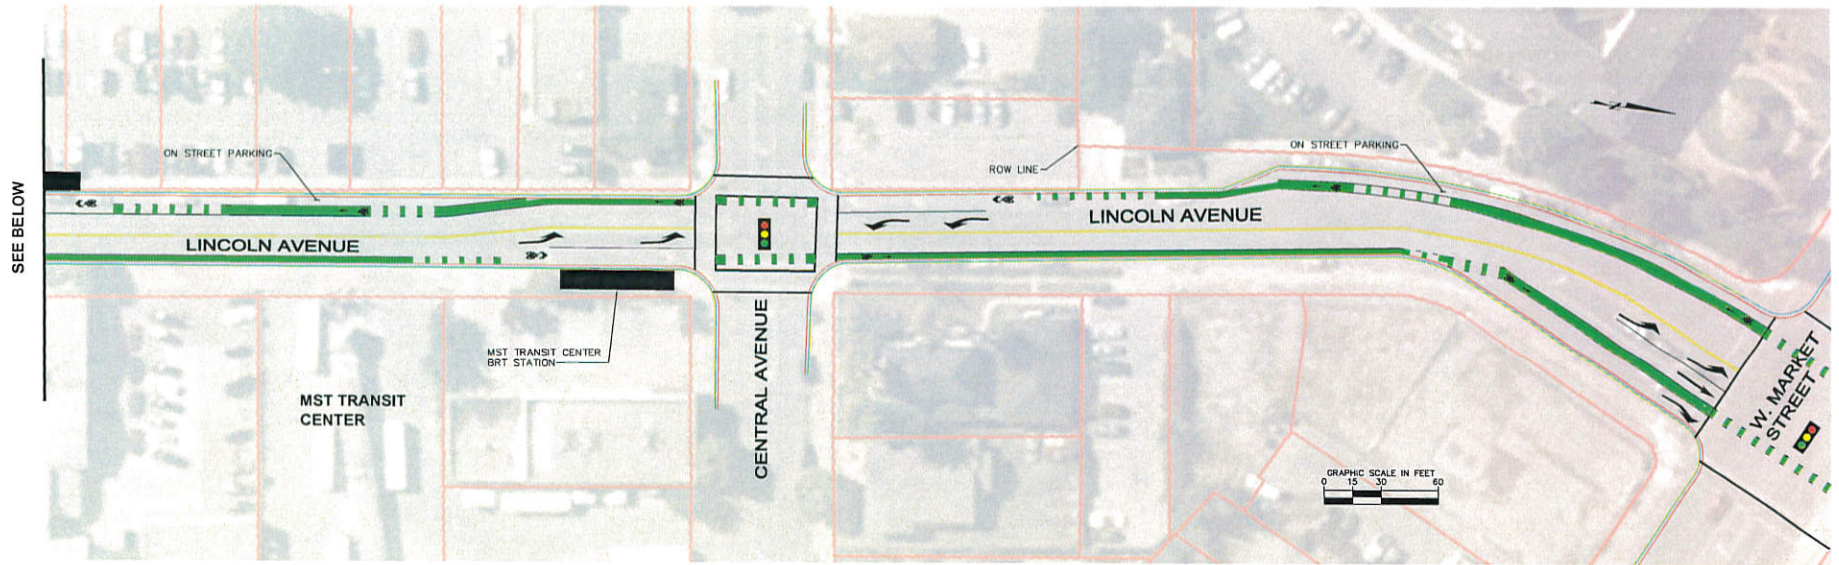 ON STREET PARKING
ON STREET PARKING
ROW LINE
SEE BELOW
LINCOLN AVENUE
LINCOLN AVENUE
MST TRANSIT CENTER
BRT STATION
MST TRANSIT
CENTER
CENTRAL AVENUE
W. MARKET
STREET
GRAPHIC SCALE IN FEET
0 15 30 60